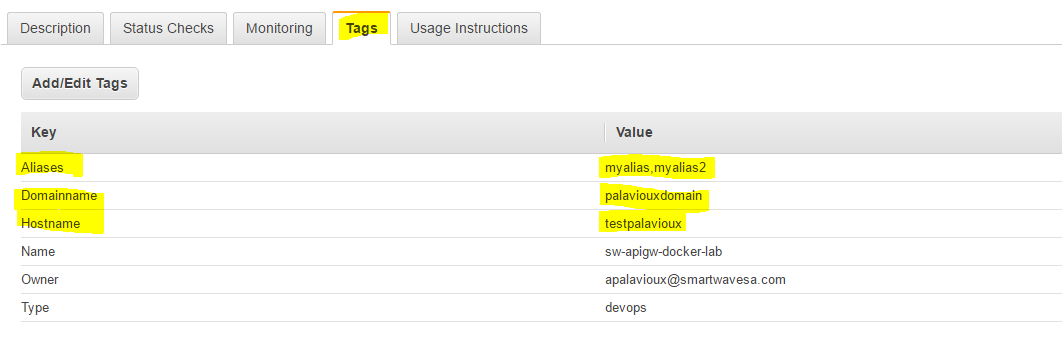 Description Status Checks Monitoring Tags Usage Instructions
Add/Edit Tags
Key Value
Aliases myalias,myalias2
Domainname palaviouxdomain
Hostname testpalavioux
Name sw-apigw-docker-lab
Owner apalavioux@smartwavesa.com
Type devops